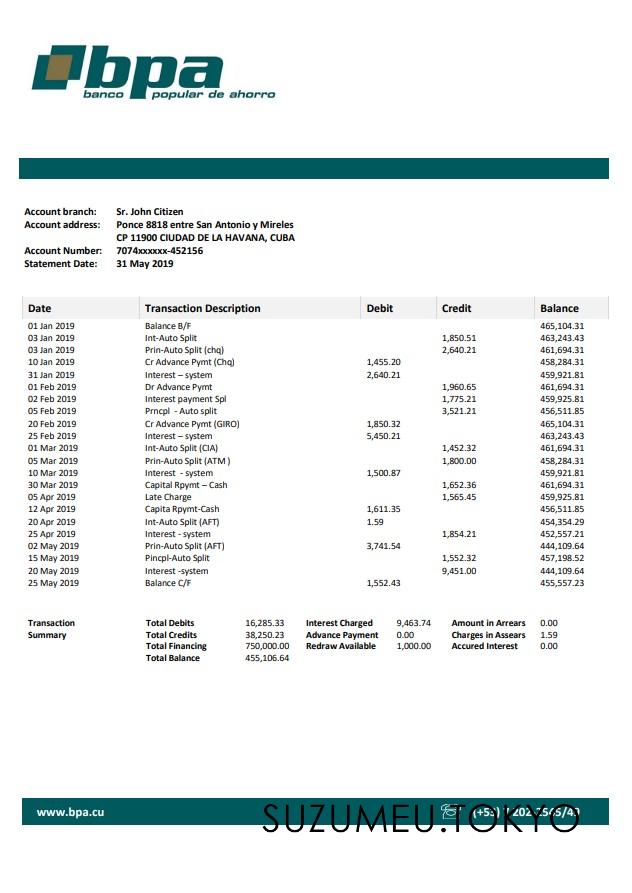 bpa
banco popular de ahorro
Account branch: Sr. John Citizen
Account address: Ponce 8818 entre San Antonio y Mireles
CP 11900 CIUDAD DE LA HAVANA, CUBA
Account Number: 7074xxxxxx-452156
Statement Date: 31 May 2019
Date Transaction Description Debit Credit Balance
01 Jan 2019 Balance B/F 465,104.31
03 Jan 2019 Int-Auto Split 1,850.51 463,243.43
03 Jan 2019 Prin-Auto Split (chq) 2,640.21 461,694.31
10 Jan 2019 Cr Advance Pymt (Chq) 1,455.20 458,284.31
31 Jan 2019 Interest – system 2,640.21 459,921.81
01 Feb 2019 Dr Advance Pymt 1,960.65 461,694.31
02 Feb 2019 Interest payment Spl 1,775.21 459,925.81
05 Feb 2019 Prncpl - Auto split 3,521.21 456,511.85
20 Feb 2019 Cr Advance Pymt (GIRO) 1,850.32 465,104.31
25 Feb 2019 Interest – system 5,450.21 463,243.43
01 Mar 2019 Int-Auto Split (CIA) 1,452.32 461,694.31
05 Mar 2019 Prin-Auto Split (ATM ) 1,800.00 458,284.31
10 Mar 2019 Interest - system 1,500.87 459,921.81
30 Mar 2019 Capital Rpymt – Cash 1,652.36 461,694.31
05 Apr 2019 Late Charge 1,565.45 459,925.81
12 Apr 2019 Capita Rpymt-Cash 1,611.35 456,511.85
20 Apr 2019 Int-Auto Split (AFT) 1.59 454,354.29
25 Apr 2019 Interest - system 1,854.21 452,557.21
02 May 2019 Prin-Auto Split (AFT) 3,741.54 444,109.64
15 May 2019 Pincpl-Auto Split 1,552.32 457,198.52
20 May 2019 Interest -system 9,451.00 444,109.64
25 May 2019 Balance C/F 1,552.43 455,557.23
Transaction Total Debits 16,285.33 Interest Charged 9,463.74 Amount in Arrears 0.00
Summary Total Credits 38,250.23 Advance Payment 0.00 Charges in Assears 1.59
Total Financing 750,000.00 Redraw Available 1,000.00 Accured Interest 0.00
Total Balance 455,106.64
www.bpa.cu
SUZUMEU.TOKYO